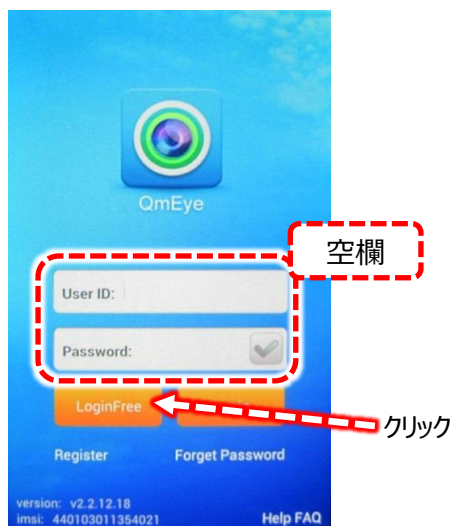 QmEye
空欄
User ID:
Password:
LoginFree
クリック
Register Forget Password
version: v2.2.12.18
imsi: 440103011354021 Help FAQ